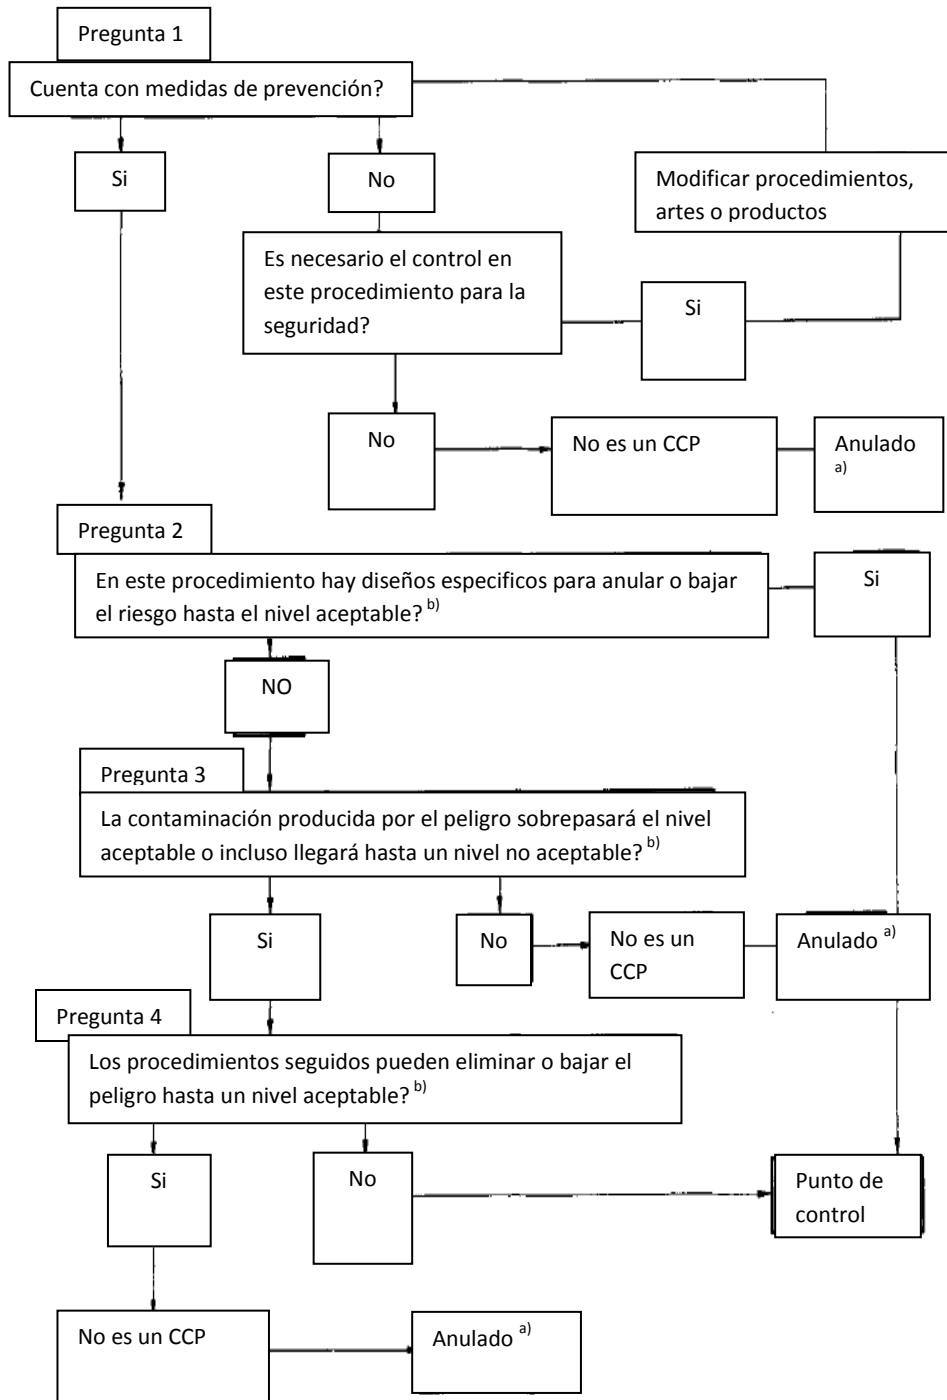 Pregunta 1
Cuenta con medidas de prevención?
Si
No
Modificar procedimientos,
artes o productos
Es necesario el control en
este procedimiento para la
seguridad?
Si
No
No es un CCP
Anulado
a)
Pregunta 2
En este procedimiento hay diseños especificos para anular o bajar
el riesgo hasta el nivel aceptable? b)
Si
NO
Pregunta 3
La contaminación producida por el peligro sobrepasará el nivel
aceptable o incluso llegará hasta un nivel no aceptable? b)
Si
No
No es un
CCP
Anulado a)
Pregunta 4
Los procedimientos seguidos pueden eliminar o bajar el
peligro hasta un nivel aceptable? b)
Si
No
Punto de
control
No es un CCP
Anulado a)